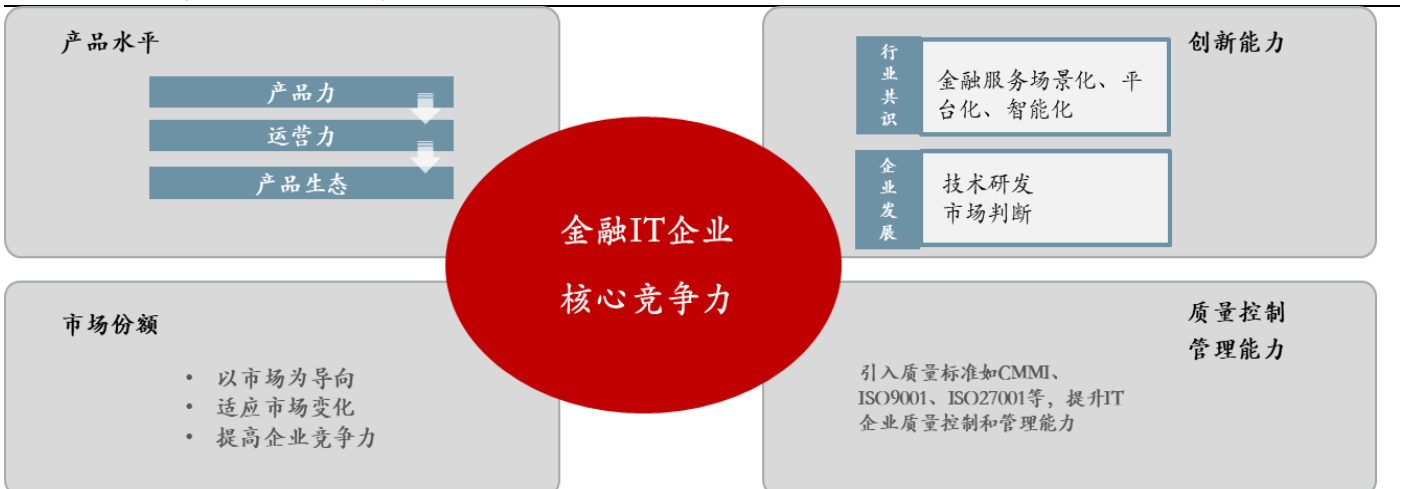 产品水平
产品力
运营力
产品生态
创新能力
行业共识
金融服务场景化、平
台化、智能化
企业发展
技术研发
市场判断
金融IT企业
核心竞争力
市场份额
• 以市场为导向
• 适应市场变化
• 提高企业竞争力
质量控制
管理能力
引入质量标准如CMMI、
ISO9001、ISO27001等，提升IT
企业质量控制和管理能力